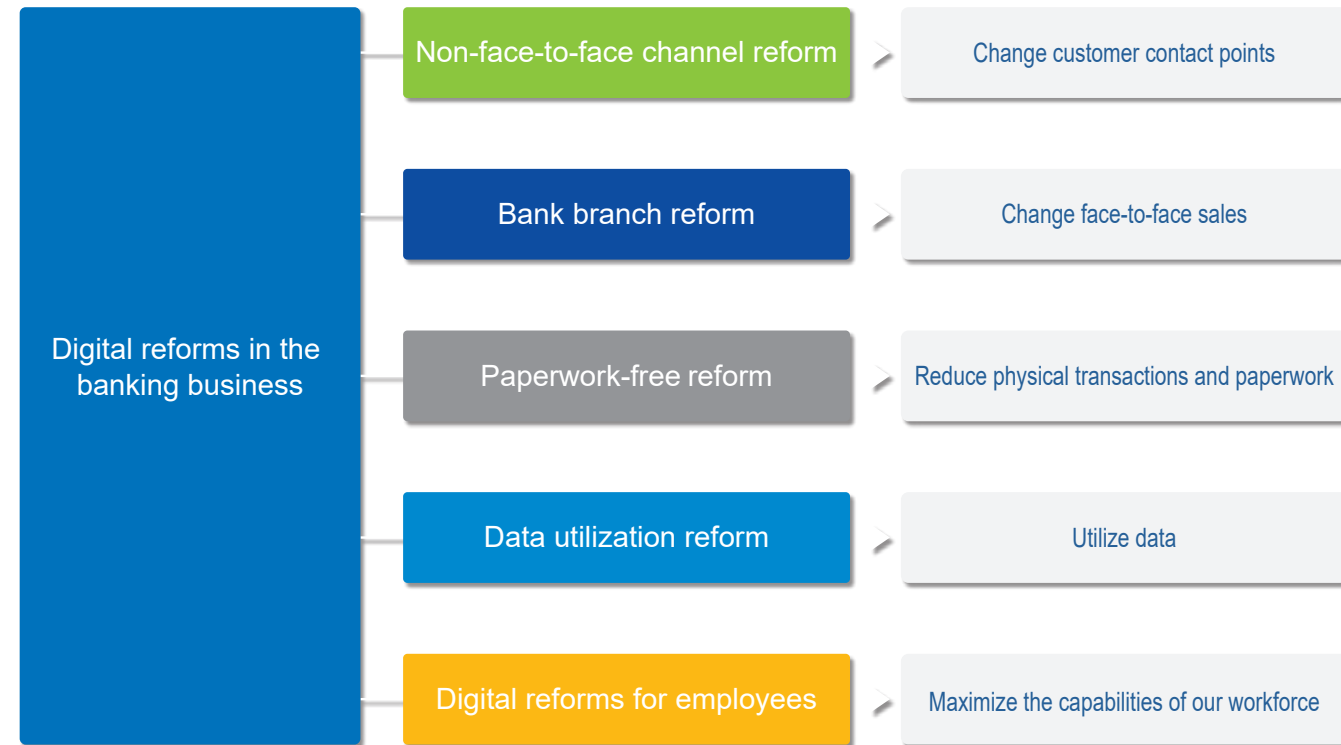 Digital reforms in the
banking business
Non-face-to-face channel reform
Change customer contact points
Bank branch reform
Change face-to-face sales
Paperwork-free reform
Reduce physical transactions and paperwork
Data utilization reform
Utilize data
Digital reforms for employees
Maximize the capabilities of our workforce